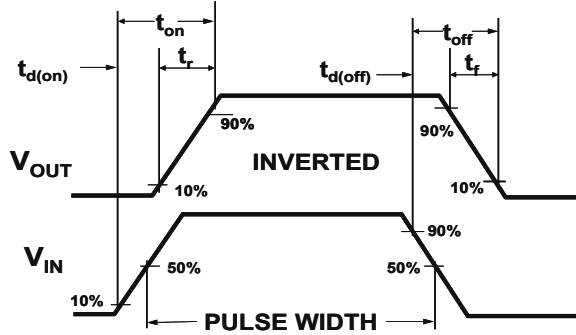 ton
toff
tr
tf
td(on)
td(off)
90%
90%
VOUT
INVERTED
10%
10%
90%
VIN
50%
50%
10%
PULSE WIDTH